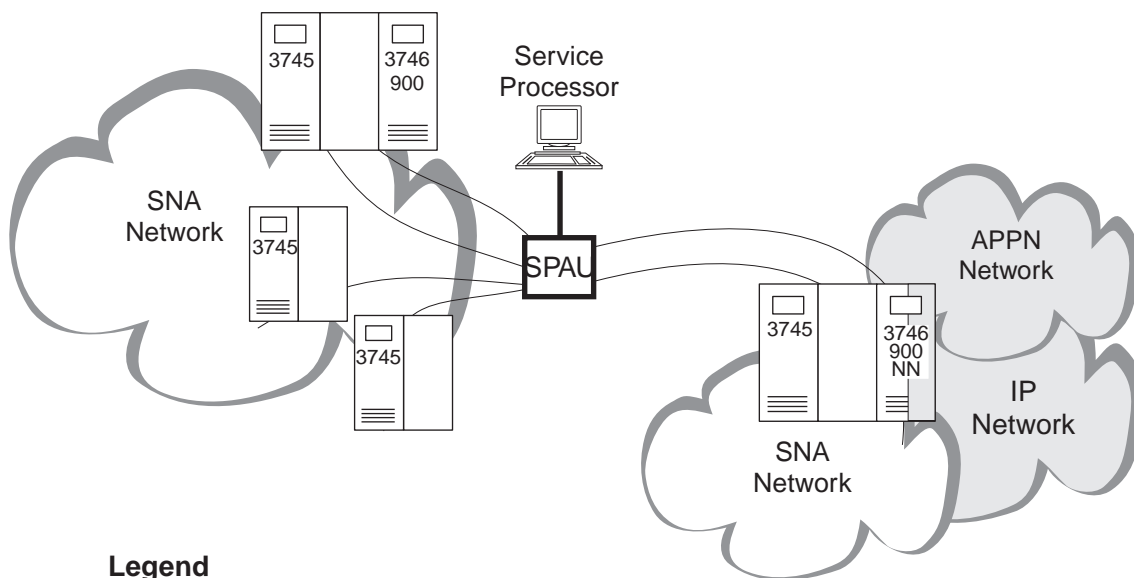 3745
3746
900
Service
Processor
SNA
Network
3745
3745
SPAU
APPN
Network
3745
3746
900
NN
IP
Network
SNA
Network
Legend